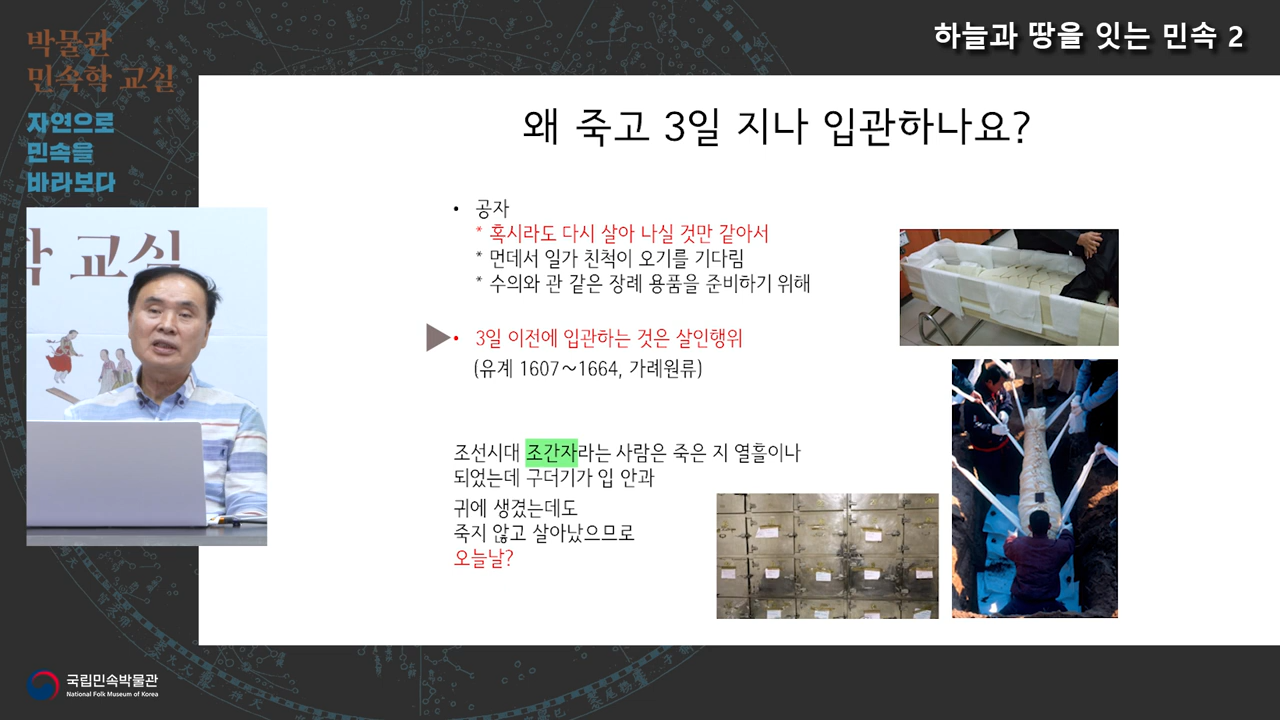 하늘과 땅을 잇는 민속 2
박물관
민속학 교실
자연으로
민속을
바라보다
학 교실
왜 죽고 3일 지나 입관하나요?
• 공자
* 혹시라도 다시 살아 나실 것만 같아서
* 먼데서 일가 친척이 오기를 기다림
* 수의와 관 같은 장례 용품을 준비하기 위해
• 3일 이전에 입관하는 것은 살인행위
(유계 1607~1664, 가례원류)
조선시대 조간자라는 사람은 죽은 지 열흘이나
되었는데 구더기가 입 안과
귀에 생겼는데도
죽지 않고 살아났으므로
오늘날?
국립민속박물관
National Folk Museum of Korea